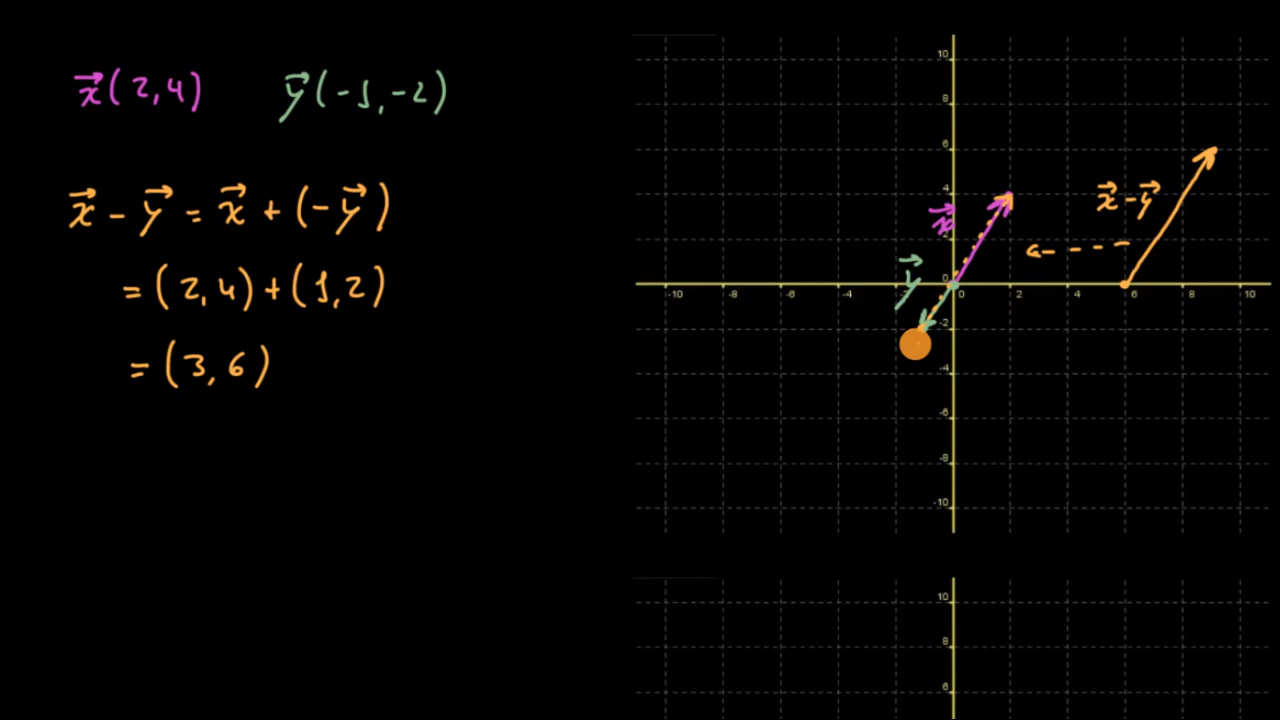 x⃗(2,4) y⃗(-1,-2)
x⃗ - y⃗ = x⃗ + (-y⃗)
= (2,4)+(1,2)
= (3,6)
10
8
6
4
x⃗-y⃗
x⃗
2
y⃗
0
-10 -8 -6 -4 -2 0 2 4 6 8 10
-2
-4
-6
-8
-10
10
8
6